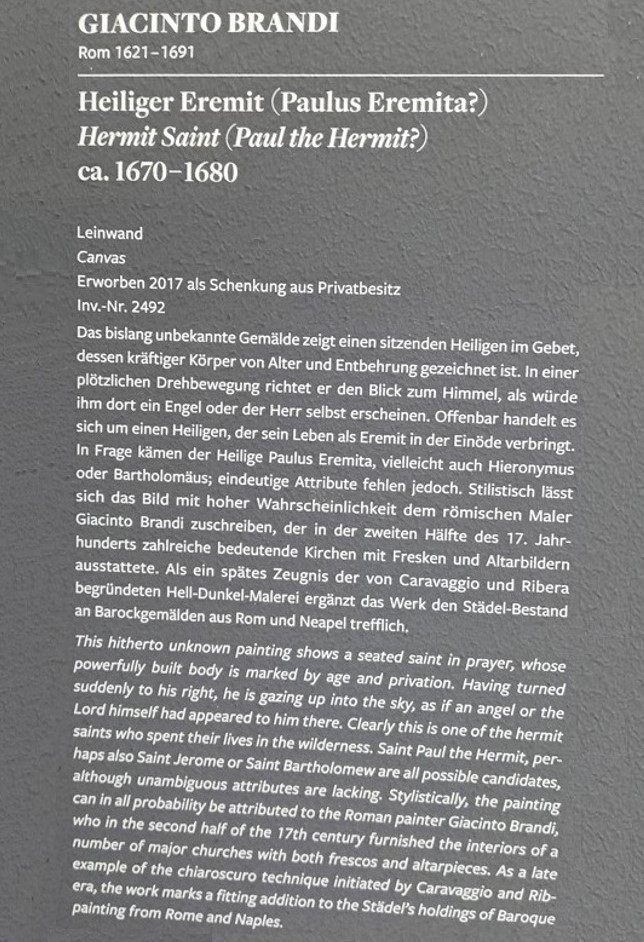 GIACINTO BRANDI
Rom 1621–1691
Heiliger Eremit (Paulus Eremita?)
Hermit Saint (Paul the Hermit?)
ca. 1670–1680
Leinwand
Canvas
Erworben 2017 als Schenkung aus Privatbesitz
Inv.-Nr. 2492
Das bislang unbekannte Gemälde zeigt einen sitzenden Heiligen im Gebet,
dessen kräftiger Körper von Alter und Entbehrung gezeichnet ist. In einer
plötzlichen Drehbewegung richtet er den Blick zum Himmel, als würde
ihm dort ein Engel oder der Herr selbst erscheinen. Offenbar handelt es
sich um einen Heiligen, der sein Leben als Eremit in der Einöde verbringt.
In Frage kämen der Heilige Paulus Eremita, vielleicht auch Hieronymus
oder Bartholomäus; eindeutige Attribute fehlen jedoch. Stilistisch lässt
sich das Bild mit hoher Wahrscheinlichkeit dem römischen Maler
Giacinto Brandi zuschreiben, der in der zweiten Hälfte des 17. Jahr-
hunderts zahlreiche bedeutende Kirchen mit Fresken und Altarbildern
ausstattete. Als ein spätes Zeugnis der von Caravaggio und Ribera
begründeten Hell-Dunkel-Malerei ergänzt das Werk den Städel-Bestand
an Barockgemälden aus Rom und Neapel trefflich.
This hitherto unknown painting shows a seated saint in prayer, whose
powerfully built body is marked by age and privation. Having turned
suddenly to his right, he is gazing up into the sky, as if an angel or the
Lord himself had appeared to him there. Clearly this is one of the hermit
saints who spent their lives in the wilderness. Saint Paul the Hermit, per-
haps also Saint Jerome or Saint Bartholomew are all possible candidates,
although unambiguous attributes are lacking. Stylistically, the painting
can in all probability be attributed to the Roman painter Giacinto Brandi,
who in the second half of the 17th century furnished the interiors of a
number of major churches with both frescos and altarpieces. As a late
example of the chiaroscuro technique initiated by Caravaggio and Rib-
era, the work marks a fitting addition to the Städel's holdings of Baroque
painting from Rome and Naples.